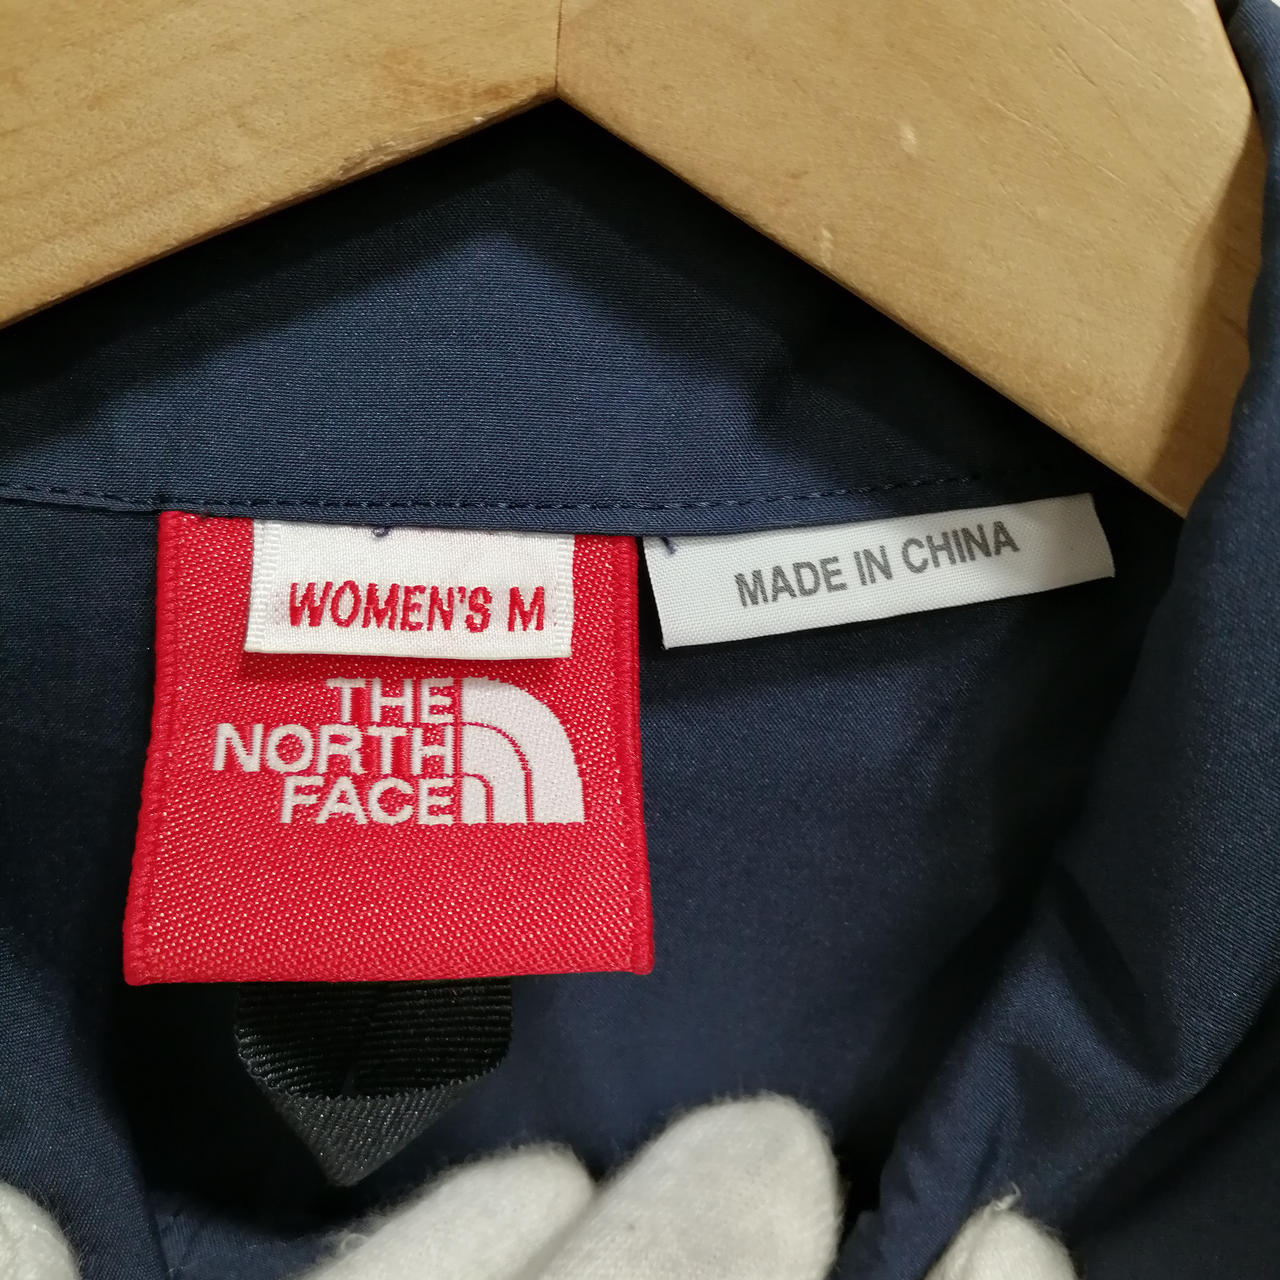 WOMEN'S M
MADE IN CHINA
THE
NORTH
FACE